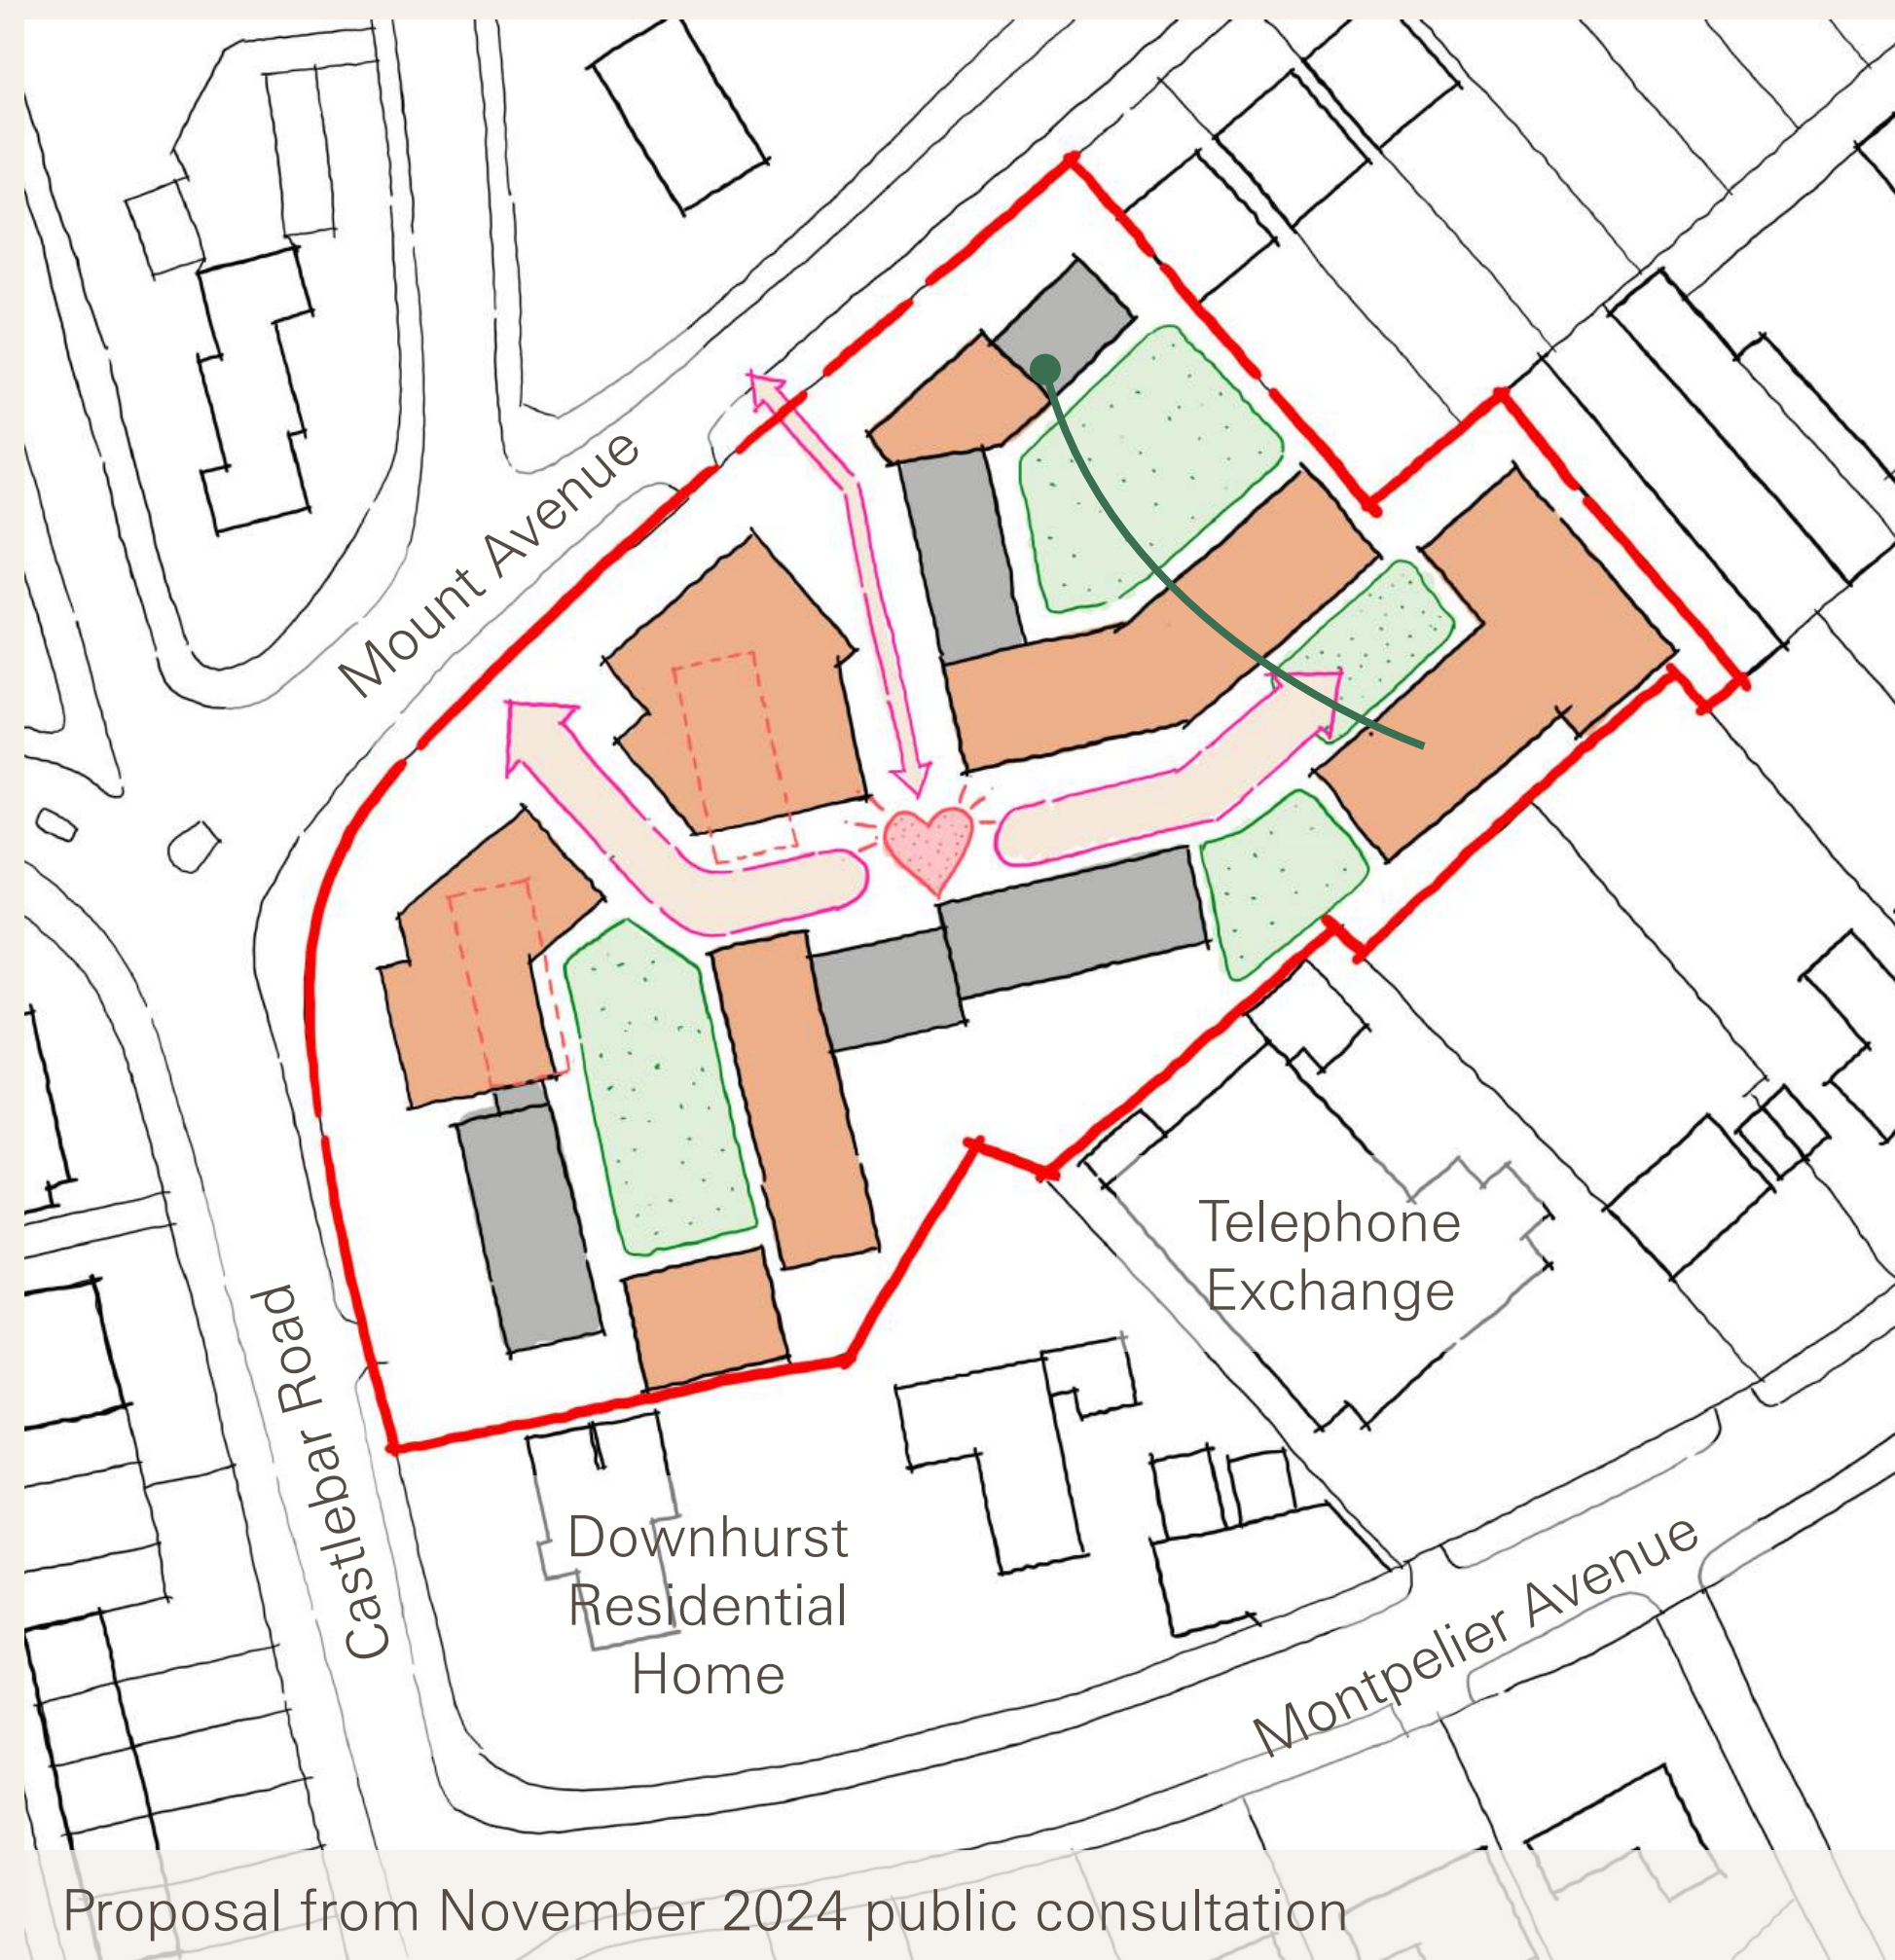 Mount Avenue
Telephone
Exchange
Castlebar Road
Downhurst
Residential
Home
Montpelier Avenue
Proposal from November 2024 public consultation